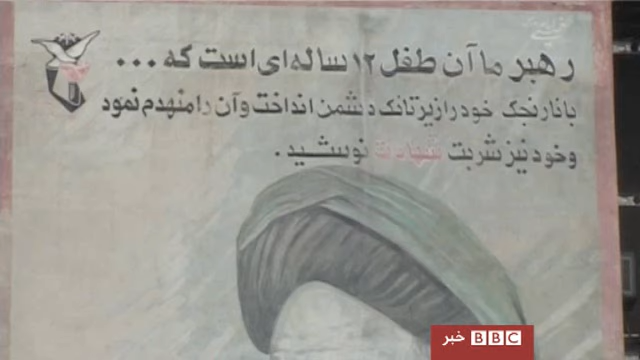 رهبر ما آن طفل ۱۲ ساله‌ای است که ...
با نارنجک خود را زیر تانک دشمن انداخت و آن را منهدم نمود
و خود نیز شربت شهادت نوشید.
BBC خبر